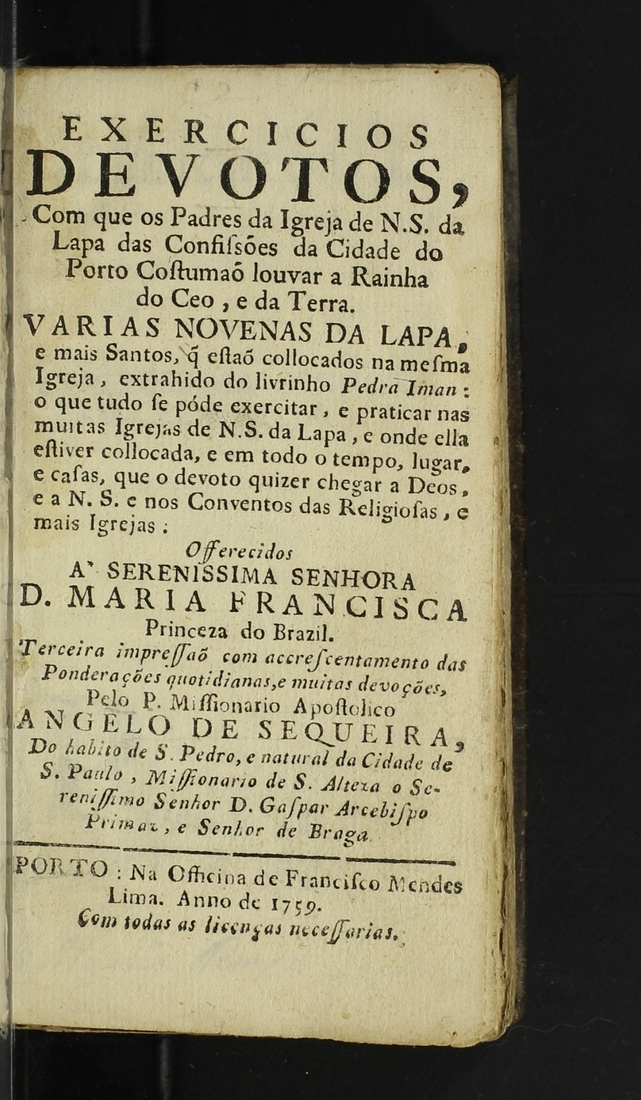 EXERCICIOS
DEVOTOS,
Com que os Padres da Igreja de N.S. da
Lapa das Confiſsões da Cidade do
Porto Coſtumaõ louvar a Rainha
do Ceo, e da Terra.
VARIAS NOVENAS DA LAPA,
e mais Santos, q̃ eſtaõ collocados na meſma
Igreja, extrahido do livrinho Pedra Iman:
o que tudo ſe póde exercitar, e praticar nas
muitas Igrejas de N.S. da Lapa, e onde ella
eſtiver collocada, e em todo o tempo, lugar,
e caſas, que o devoto quizer chegar a Deos,
e a N. S. e nos Conventos das Religioſas, e
mais Igrejas:
Offerecidos
A' SERENISSIMA SENHORA
D. MARIA FRANCISCA
Princeza do Brazil.
Terceira impreſſaõ com accreſcentamento das
Ponderações quotidianas, e muitas devoções,
Pelo P. Miſſionario Apoſtolico
ANGELO DE SEQUEIRA,
Do habito de S. Pedro, e natural da Cidade de
S. Paulo, Miſſionario de S. Alteza o Se-
reniſſimo Senhor D. Gaſpar Arcebiſpo
Primaz, e Senhor de Braga.
PORTO: Na Officina de Franciſco Mendes
Lima. Anno de 1759.
Com todas as licenças neceſſarias.